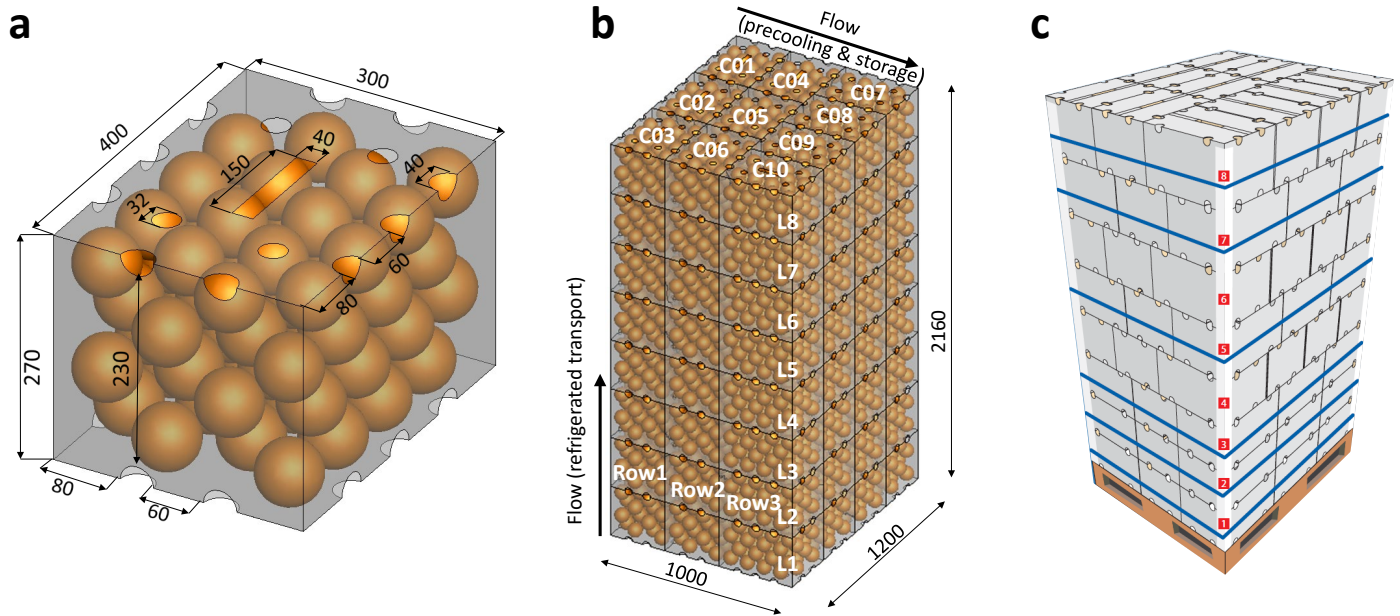 a
400
300
150
40
40
32
60
80
270
230
80
60
b
Flow
(precooling & storage)
C01
C04
C07
C02
C05
C08
C03
C06
C09
C10
L8
L7
L6
L5
L4
L3
L2
L1
Row1
Row2
Row3
Flow (refrigerated transport)
2160
1000
1200
c
8
7
6
5
4
3
2
1